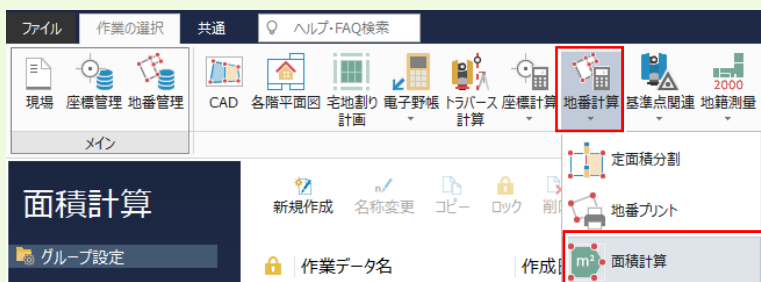 ファイル 作業の選択 共通 ヘルプ・FAQ検索
現場 座標管理 地番管理 CAD 各階平面図 宅地割り計画 電子野帳 トラバース計算 座標計算 地番計算 基準点関連 2000 地籍測量
メイン
定面積分割
面積計算 新規作成 名称変更 コピー ロック 地番プリント
グループ設定 作業データ名 作成 m² 面積計算